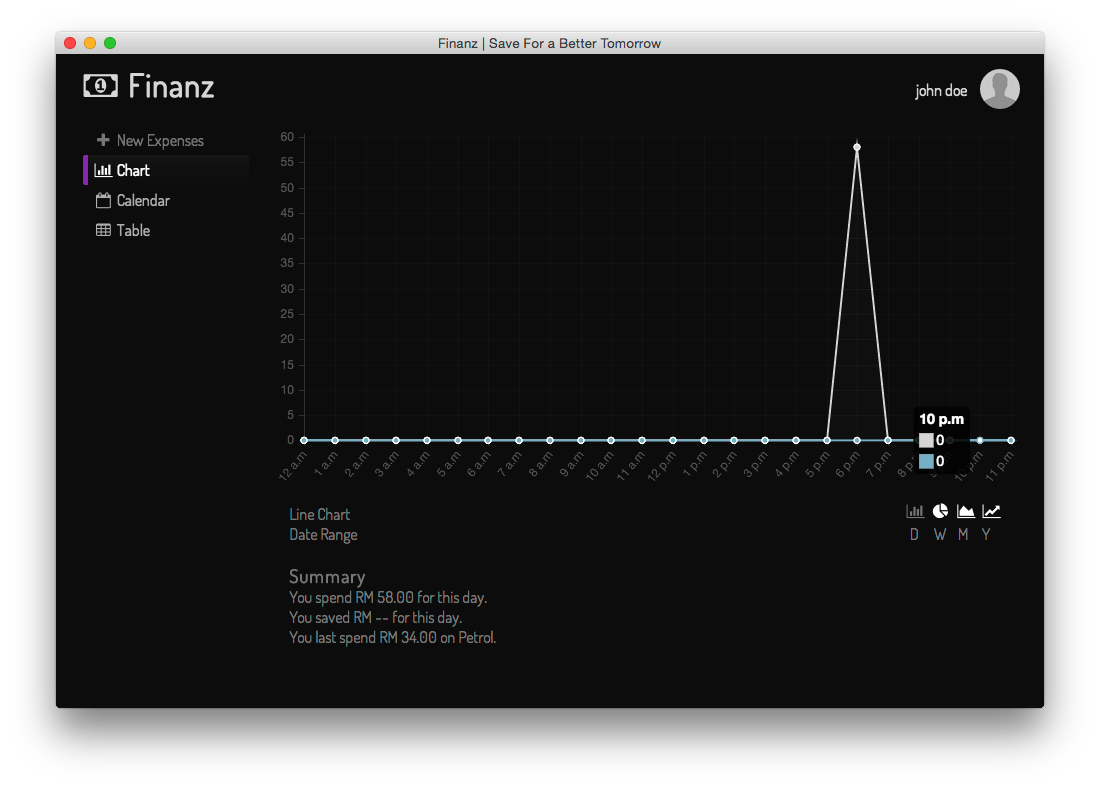 Finanz | Save For a Better Tomorrow
1 Finanz
john doe
New Expenses
Chart
Calendar
Table
60
55
50
45
40
35
30
25
20
15
10
5
0
12 a.m
1 a.m
2 a.m
3 a.m
4 a.m
5 a.m
6 a.m
7 a.m
8 a.m
9 a.m
10 a.m
11 a.m
12 p.m
1 p.m
2 p.m
3 p.m
4 p.m
5 p.m
6 p.m
7 p.m
10 p.m
11 p.m
10 p.m
0
0
Line Chart
Date Range
D W M Y
Summary
You spend RM 58.00 for this day.
You saved RM -- for this day.
You last spend RM 34.00 on Petrol.